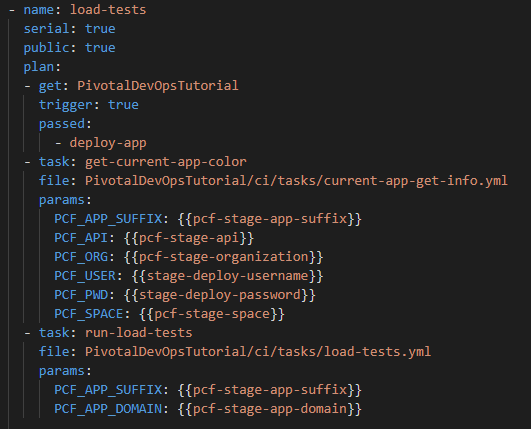 - name: load-tests
  serial: true
  public: true
  plan:
  - get: PivotalDevOpsTutorial
    trigger: true
    passed:
      - deploy-app
  - task: get-current-app-color
    file: PivotalDevOpsTutorial/ci/tasks/current-app-get-info.yml
    params:
      PCF_APP_SUFFIX: {{pcf-stage-app-suffix}}
      PCF_API: {{pcf-stage-api}}
      PCF_ORG: {{pcf-stage-organization}}
      PCF_USER: {{stage-deploy-username}}
      PCF_PWD: {{stage-deploy-password}}
      PCF_SPACE: {{pcf-stage-space}}
  - task: run-load-tests
    file: PivotalDevOpsTutorial/ci/tasks/load-tests.yml
    params:
      PCF_APP_SUFFIX: {{pcf-stage-app-suffix}}
      PCF_APP_DOMAIN: {{pcf-stage-app-domain}}